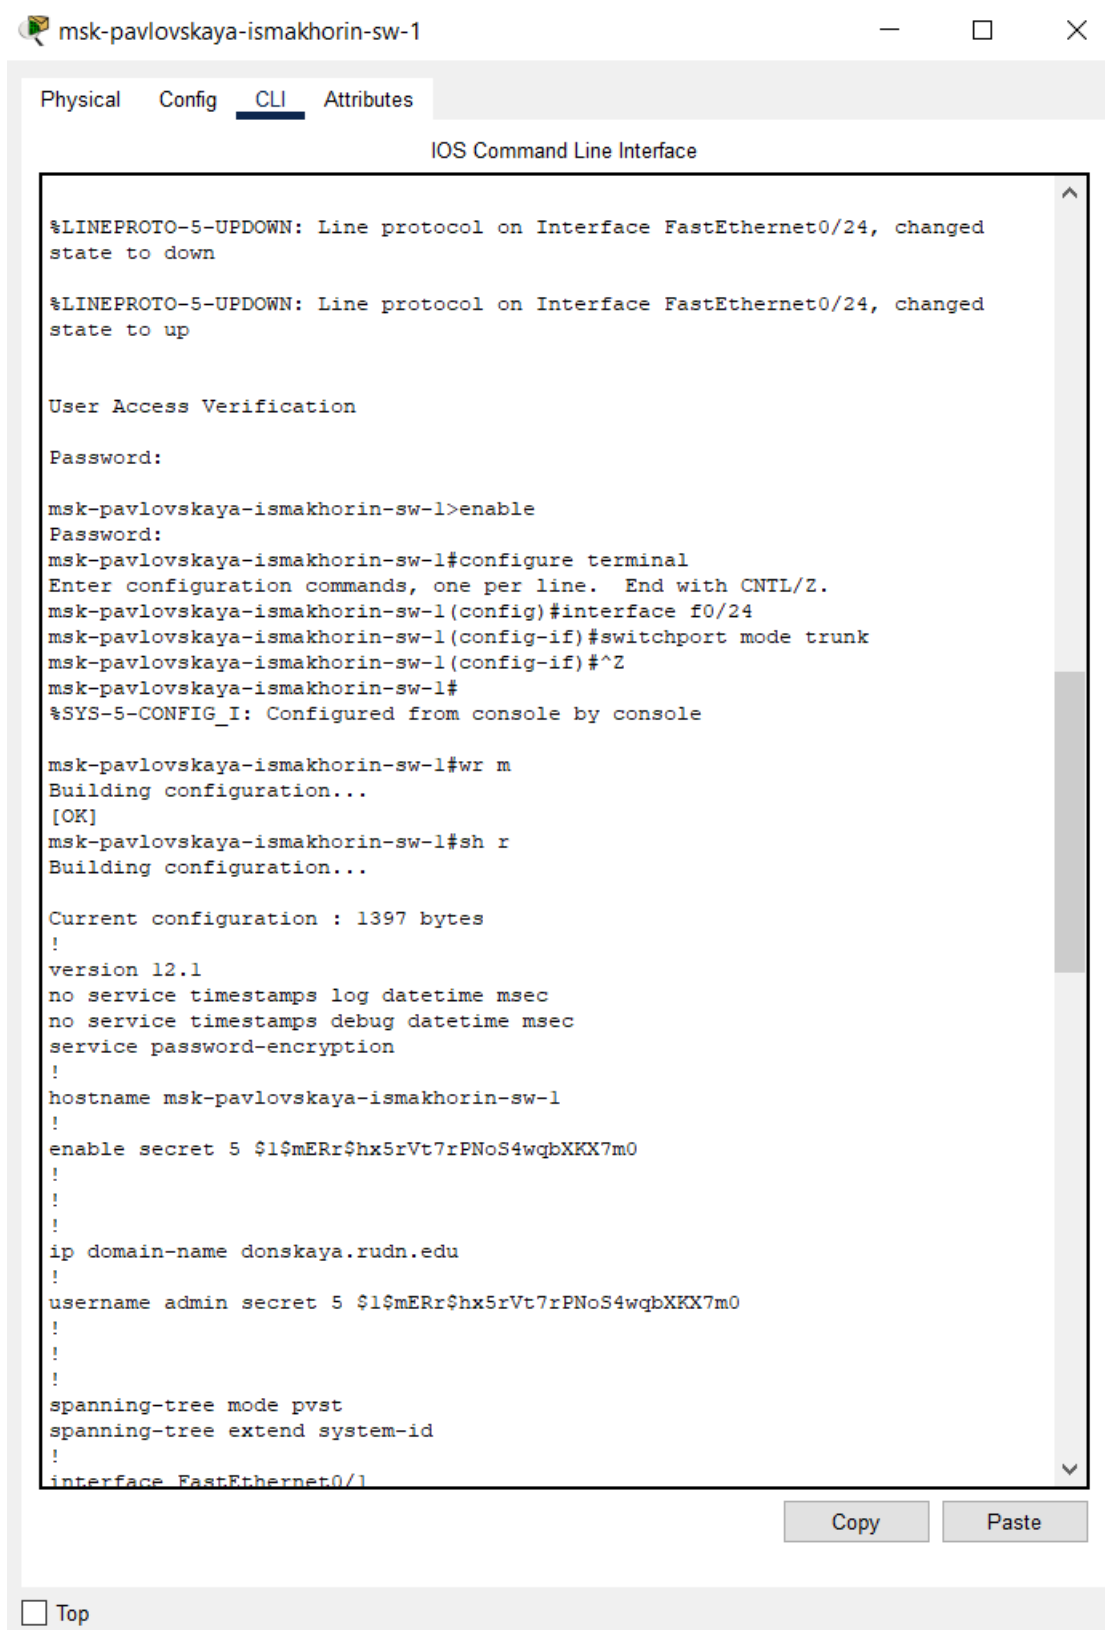 msk-pavlovskaya-ismakhorin-sw-1
Physical Config CLI Attributes
IOS Command Line Interface
%LINEPROTO-5-UPDOWN: Line protocol on Interface FastEthernet0/24, changed
state to down
%LINEPROTO-5-UPDOWN: Line protocol on Interface FastEthernet0/24, changed
state to up
User Access Verification
Password:
msk-pavlovskaya-ismakhorin-sw-1>enable
Password:
msk-pavlovskaya-ismakhorin-sw-1#configure terminal
Enter configuration commands, one per line.  End with CNTL/Z.
msk-pavlovskaya-ismakhorin-sw-1(config)#interface f0/24
msk-pavlovskaya-ismakhorin-sw-1(config-if)#switchport mode trunk
msk-pavlovskaya-ismakhorin-sw-1(config-if)#^Z
msk-pavlovskaya-ismakhorin-sw-1#
%SYS-5-CONFIG_I: Configured from console by console
msk-pavlovskaya-ismakhorin-sw-1#wr m
Building configuration...
[OK]
msk-pavlovskaya-ismakhorin-sw-1#sh r
Building configuration...
Current configuration : 1397 bytes
!
version 12.1
no service timestamps log datetime msec
no service timestamps debug datetime msec
service password-encryption
!
hostname msk-pavlovskaya-ismakhorin-sw-1
!
enable secret 5 $1$mERr$hx5rVt7rPNoS4wqbXKX7m0
!
!
!
ip domain-name donskaya.rudn.edu
!
username admin secret 5 $1$mERr$hx5rVt7rPNoS4wqbXKX7m0
!
!
!
spanning-tree mode pvst
spanning-tree extend system-id
!
interface FastEthernet0/1
Copy Paste
Top